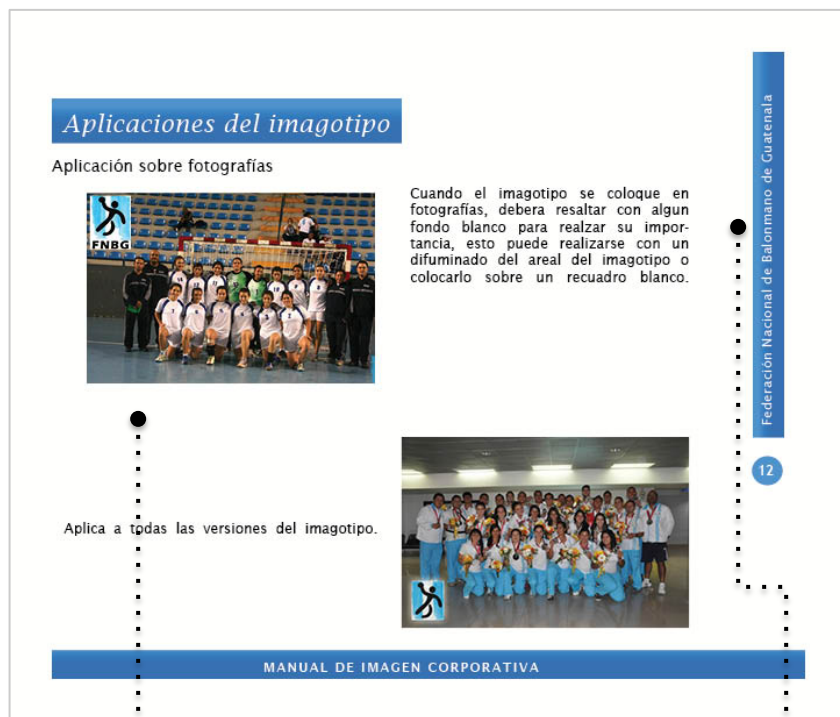 Aplicaciones del imagotipo
Aplicación sobre fotografías
FNBG
Cuando el imagotipo se coloque en
fotografías, debera resaltar con algun
fondo blanco para realzar su impor-
tancia, esto puede realizarse con un
difuminado del areal del imagotipo o
colocarlo sobre un recuadro blanco.
Federación Nacional de Balonmano de Guatenala
12
Aplica a todas las versiones del imagotipo.
MANUAL DE IMAGEN CORPORATIVA